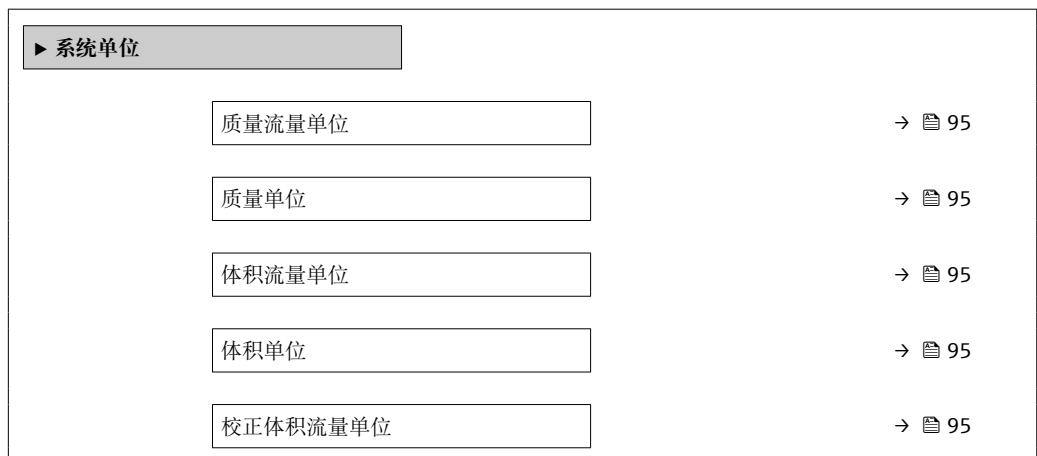 ▶ 系统单位
质量流量单位 → 95
质量单位 → 95
体积流量单位 → 95
体积单位 → 95
校正体积流量单位 → 95